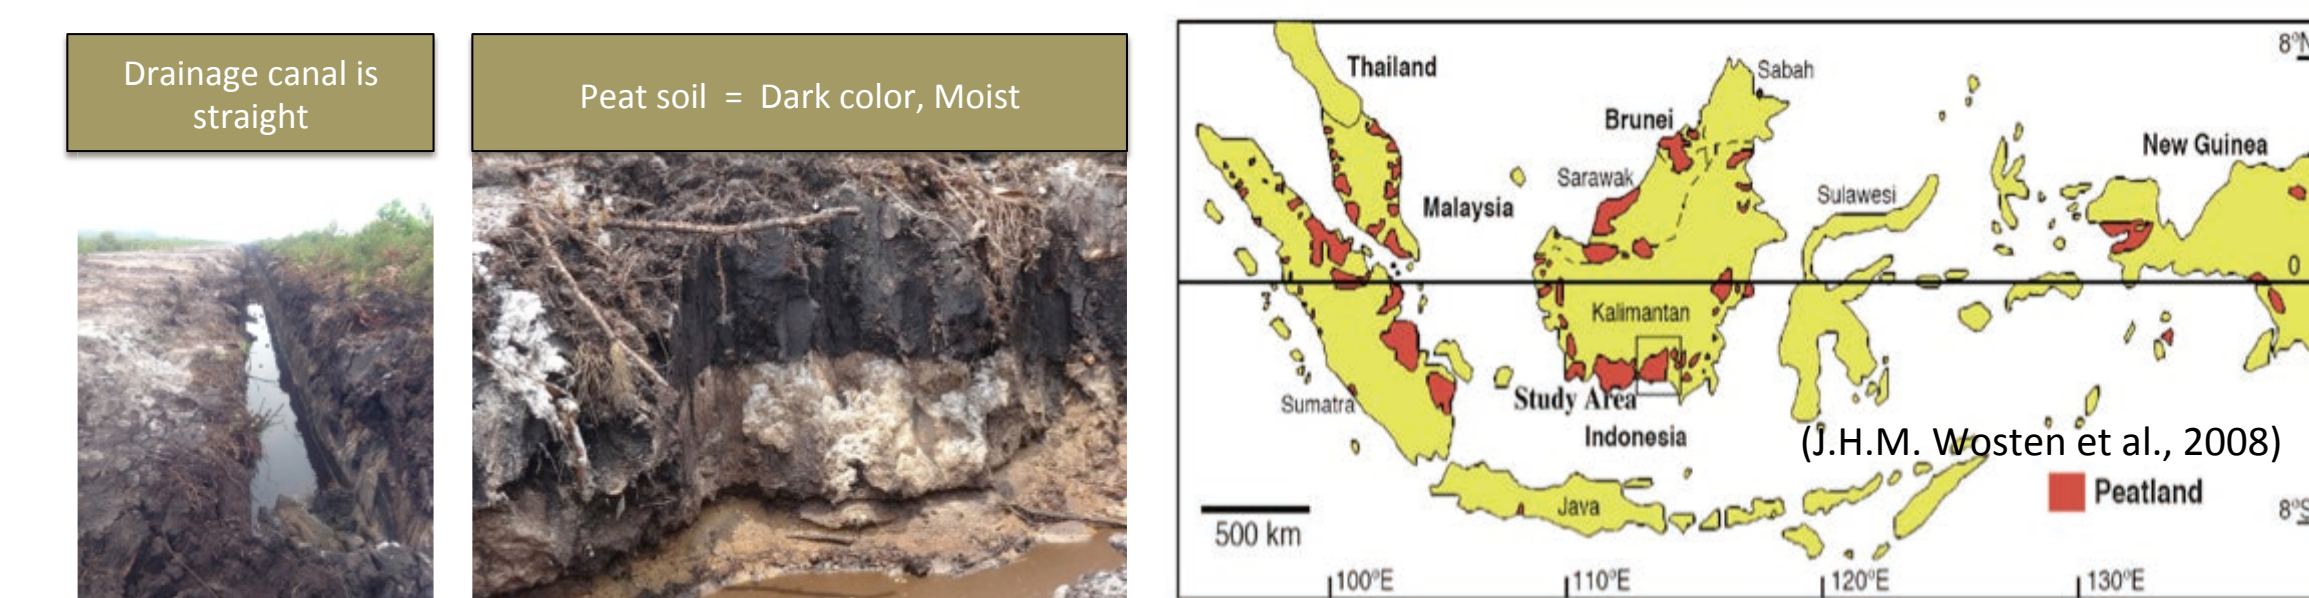 Drainage canal is
straight
Peat soil = Dark color, Moist
8°N
Thailand
Sabah
Brunei
New Guinea
Sarawak
Sulawesi
Malaysia
0
Kalimantan
Study Area
Sumatra
Indonesia
(J.H.M. Wosten et al., 2008)
Peatland
Java
8°S
500 km
100°E
110°E
120°E
130°E